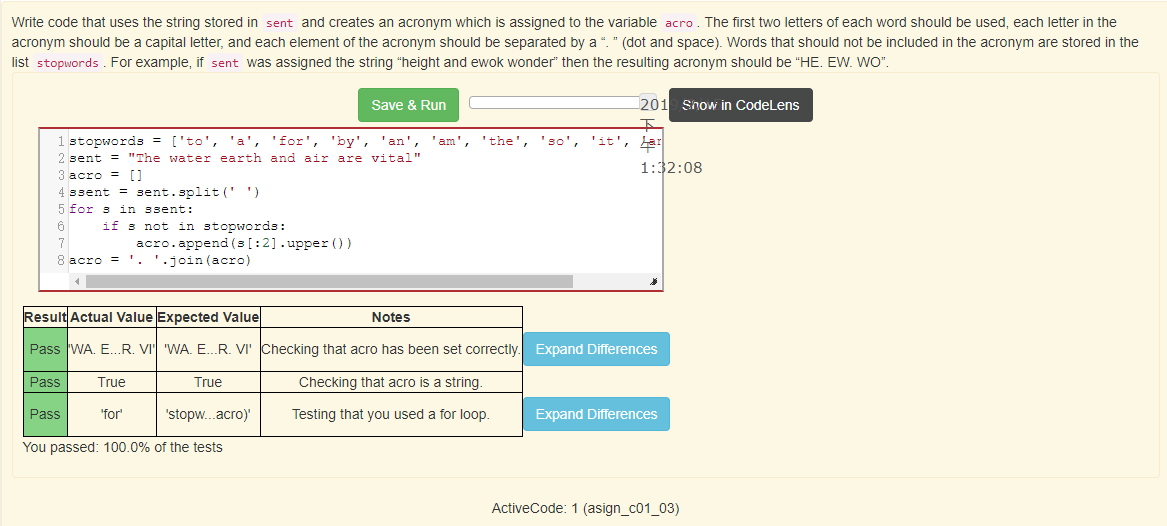 Write code that uses the string stored in sent and creates an acronym which is assigned to the variable acro . The first two letters of each word should be used, each letter in the
acronym should be a capital letter, and each element of the acronym should be separated by a “. ” (dot and space). Words that should not be included in the acronym are stored in the
list stopwords . For example, if sent was assigned the string “height and ewok wonder” then the resulting acronym should be “HE. EW. WO”.
Save & Run
201
Show in CodeLens
下
午
1:32:08
1 stopwords = ['to', 'a', 'for', 'by', 'an', 'am', 'the', 'so', 'it',
2 sent = "The water earth and air are vital"
3 acro = []
4 ssent = sent.split(' ')
5 for s in ssent:
6     if s not in stopwords:
7         acro.append(s[:2].upper())
8 acro = '. '.join(acro)
Result Actual Value Expected Value Notes
Pass 'WA. E...R. VI' 'WA. E...R. VI' Checking that acro has been set correctly. Expand Differences
Pass True True Checking that acro is a string.
Pass 'for' 'stopw...acro)' Testing that you used a for loop. Expand Differences
You passed: 100.0% of the tests
ActiveCode: 1 (asign_c01_03)